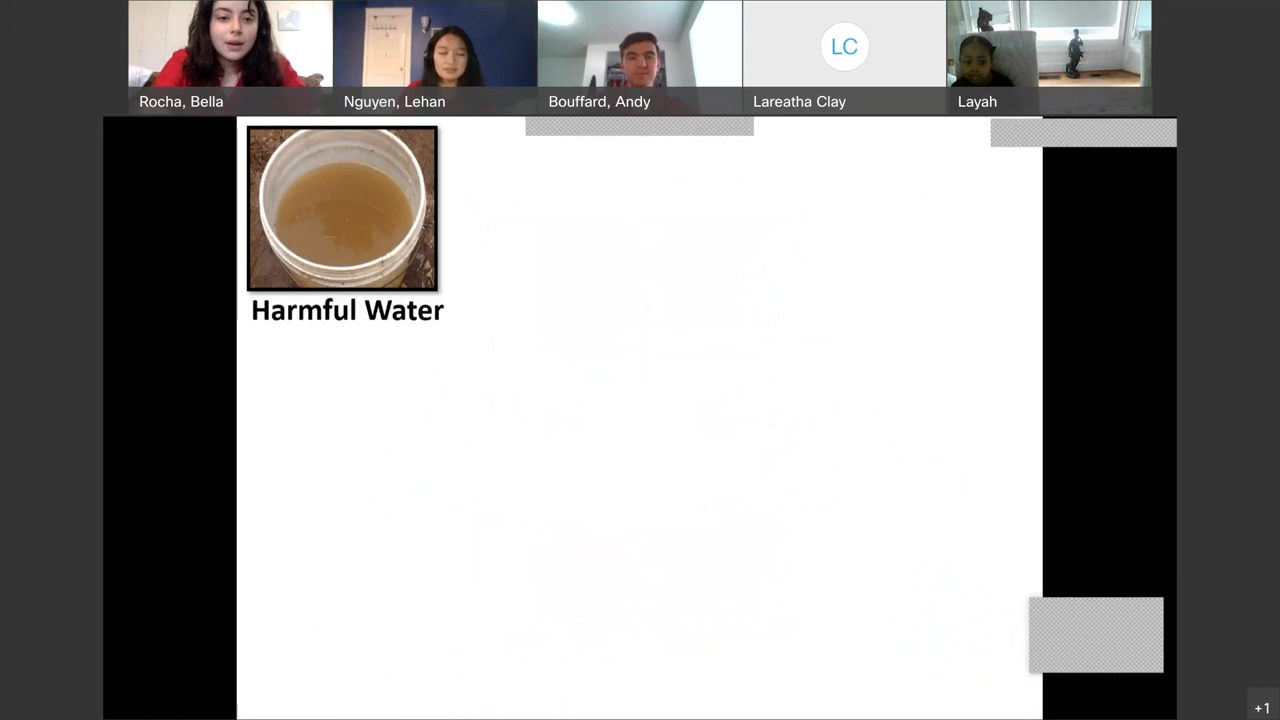 Rocha, Bella
Nguyen, Lehan
Bouffard, Andy
LC
Lareatha Clay
Layah
Harmful Water
+1